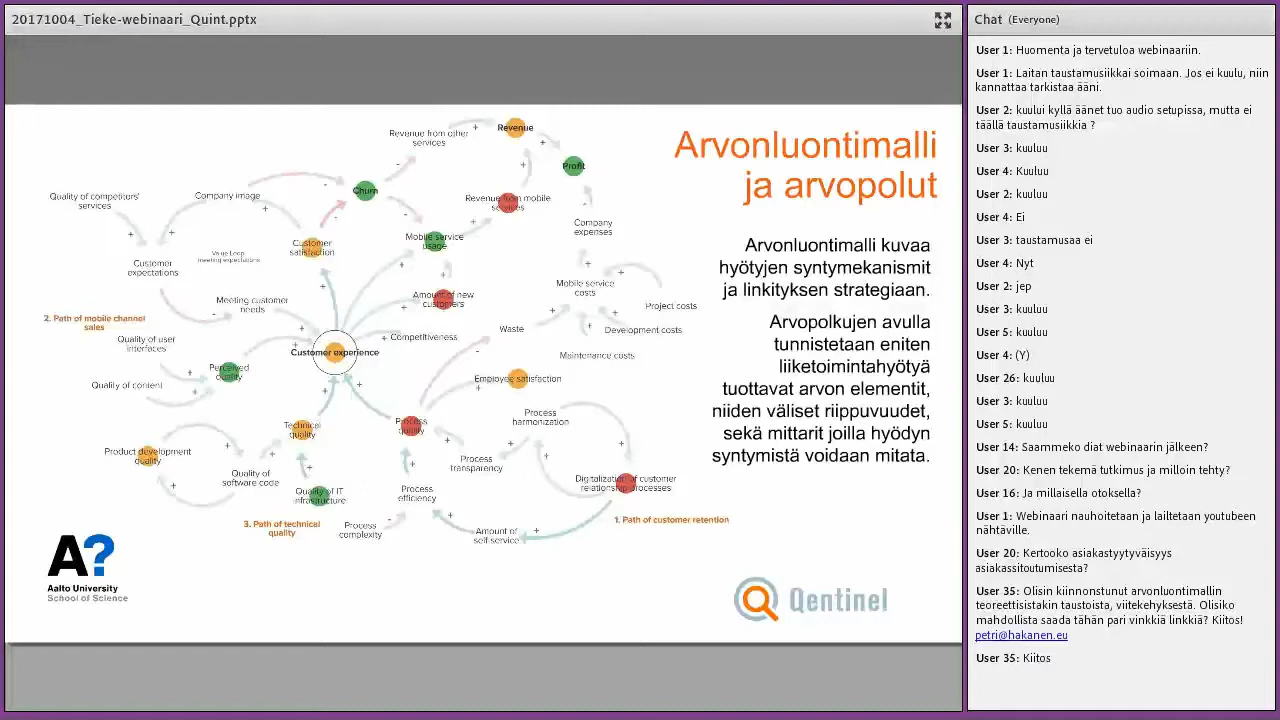 20171004_Tieke-webinaari_Quint.pptx
Arvonluontimalli
ja arvopolut
Arvonluontimalli kuvaa
hyötyjen syntymekanismit
ja linkityksen strategiaan.
Arvopolkujen avulla
tunnistetaan eniten
liiketoimintahyötyä
tuottavat arvon elementit,
niiden väliset riippuvuudet,
sekä mittarit joilla hyödyn
syntymistä voidaan mitata.
Revenue from other
services
Revenue
Profit
Quality of competitors'
services
Company image
Churn
Revenue from mobile
services
Company
expenses
Customer
satisfaction
Mobile service
usage
Value Loop
meeting expectations
Customer
expectations
Mobile service
costs
Meeting customer
needs
Amount of new
customers
Project costs
2. Path of mobile channel
sales
Quality of user
interfaces
Competitiveness
Waste
Development costs
Customer experience
Maintenance costs
Perceived
quality
Quality of content
Employee satisfaction
Process
harmonization
Technical
quality
Process
quality
Product development
quality
Process
transparency
Quality of
software code
Digitalization of customer
relationship processes
Quality of IT
infrastructure
Process
efficiency
3. Path of technical
quality
Process
complexity
Amount of
self-service
1. Path of customer retention
A?
Aalto University
School of Science
Qentinel
Chat (Everyone)
User 1: Huomenta ja tervetuloa webinaariin.
User 1: Laitan taustamusiikkai soimaan. Jos ei kuulu, niin
kannattaa tarkistaa ääni.
User 2: kuului kyllä äänet tuo audio setupissa, mutta ei
täällä taustamusiikkia ?
User 3: kuuluu
User 4: Kuuluu
User 2: kuuluu
User 4: Ei
User 3: taustamusaa ei
User 4: Nyt
User 2: jep
User 3: kuuluu
User 5: kuuluu
User 4: (Y)
User 26: kuuluu
User 3: kuuluu
User 5: kuuluu
User 14: Saammeko diat webinaarin jälkeen?
User 20: Kenen tekemä tutkimus ja milloin tehty?
User 16: Ja millaisella otoksella?
User 1: Webinaari nauhoitetaan ja lailtetaan youtubeen
nähtäville.
User 20: Kertooko asiakastyytyväisyys
asiakassitoutumisesta?
User 35: Olisin kiinnonstunut arvonluontimallin
teoreettisistakin taustoista, viitekehyksestä. Olisiko
mahdollista saada tähän pari vinkkiä linkkiä? Kiitos!
petri@hakanen.eu
User 35: Kiitos